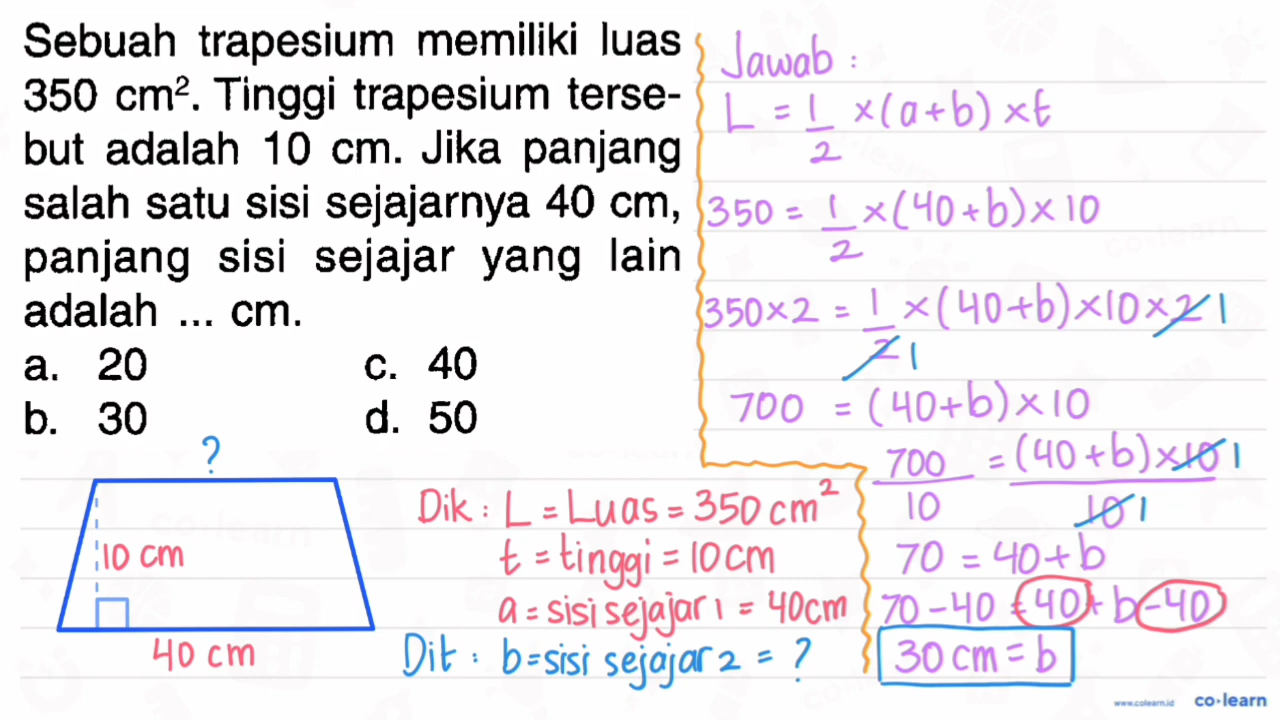 Sebuah trapesium memiliki luas
350 cm². Tinggi trapesium terse-
but adalah 10 cm. Jika panjang
salah satu sisi sejajarnya 40 cm,
panjang sisi sejajar yang lain
adalah ... cm.
a. 20 c. 40
b. 30 d. 50
?
10 cm
40 cm
Dik : L = Luas = 350 cm²
t = tinggi = 10 cm
a = sisi sejajar 1 = 40 cm
Dit : b = sisi sejajar 2 = ?
Jawab :
L = 1/2 × (a + b) × t
350 = 1/2 × (40 + b) × 10
350 × 2 = 1/2 1 × (40 + b) × 10 × 2 1
700 = (40 + b) × 10
700/10 = (40 + b) × 10 1/10 1
70 = 40 + b
70 - 40 = 40 + b - 40
30 cm = b
www.colearn.id co·learn